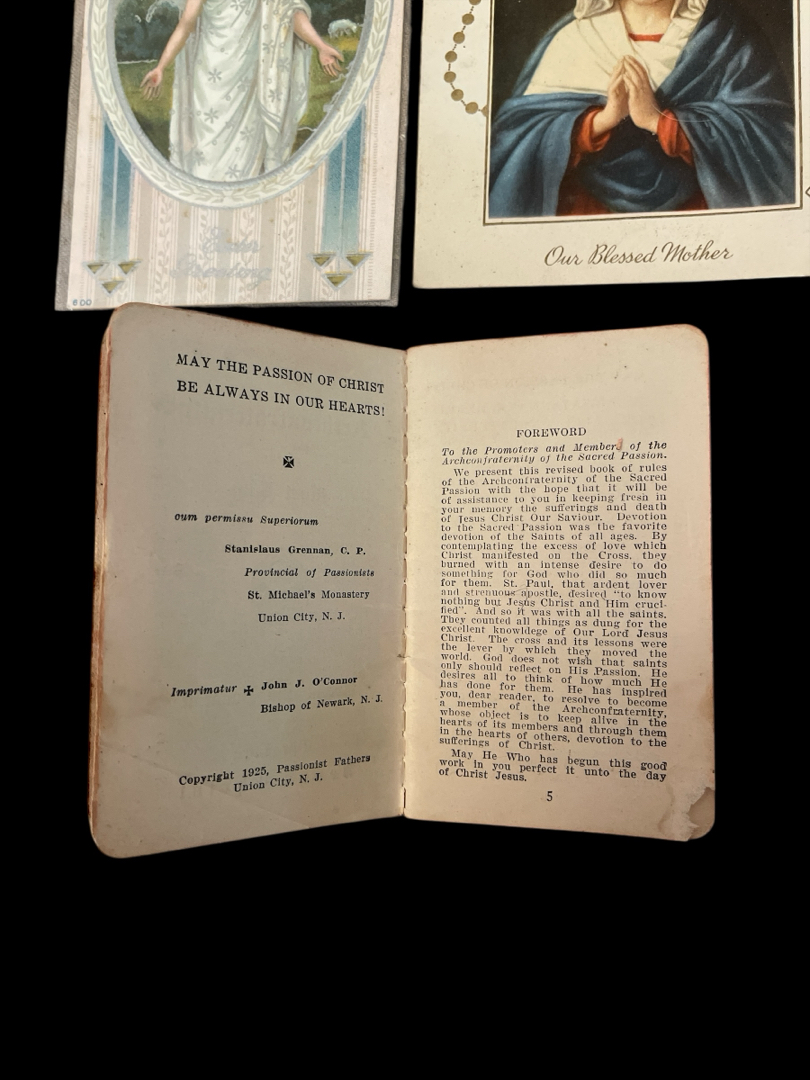 Easter
Greeting
600
Our Blessed Mother
MAY THE PASSION OF CHRIST
BE ALWAYS IN OUR HEARTS!
cum permissu Superiorum
Stanislaus Grennan, C. P.
Provincial of Passionists
St. Michael's Monastery
Union City, N. J.
Imprimatur ✠ John J. O'Connor
Bishop of Newark, N. J.
Copyright 1925, Passionist Fathers
Union City, N. J.
FOREWORD
To the Promoters and Members of the
Archconfraternity of the Sacred Passion.
We present this revised book of rules
of the Archconfraternity of the Sacred
Passion with the hope that it will be
of assistance to you in keeping fresh in
your memory the sufferings and death
of Jesus Christ Our Saviour. Devotion
to the Sacred Passion was the favorite
devotion of the Saints of all ages. By
contemplating the excess of love which
Christ manifested on the Cross, they
burned with an intense desire to do
something for God who did so much
for them. St. Paul, that ardent lover
and strenuous apostle, desired "to know
nothing but Jesus Christ and Him cruci-
fied". And so it was with all the saints.
They counted all things as dung for the
excellent knowldege of Our Lord Jesus
Christ. The cross and its lessons were
the lever by which they moved the
world. God does not wish that saints
only should reflect on His Passion. He
desires all to think of how much He
has done for them. He has inspired
you, dear reader, to resolve to become
a member of the Archconfraternity,
whose object is to keep alive in the
hearts of its members and through them
in the hearts of others, devotion to the
sufferings of Christ.
May He Who has begun this good
work in you perfect it unto the day
of Christ Jesus.
5